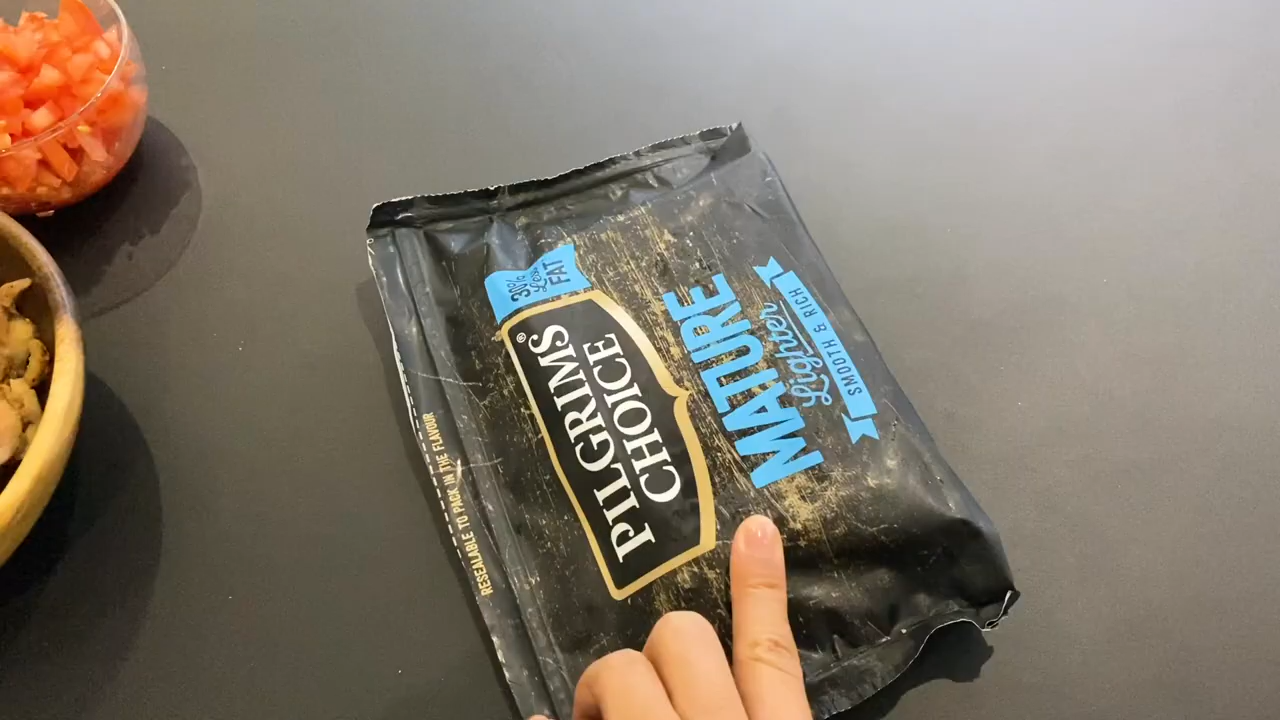 30%
Less
FAT
PILGRIMS®
CHOICE
MATURE
Lighter
SMOOTH & RICH
RESEALABLE TO PACK IN THE FLAVOUR